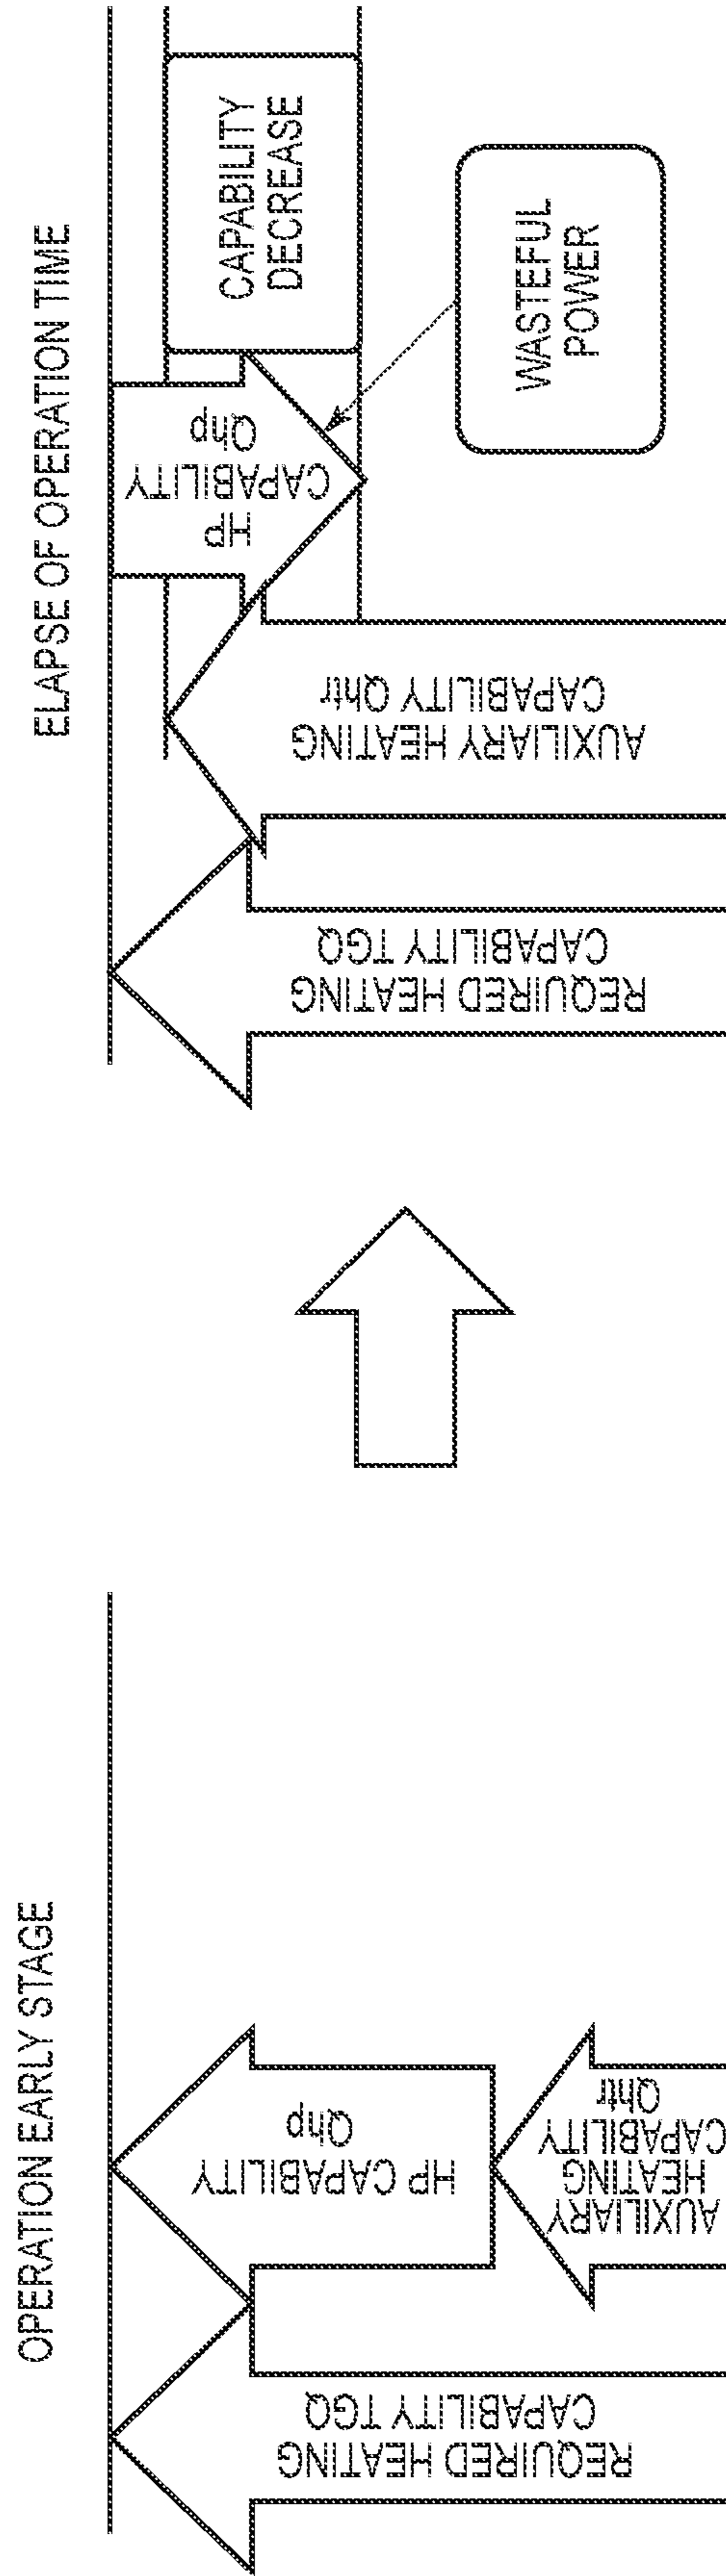 OPERATION EARLY STAGE
REQUIRED HEATING
CAPABILITY TGQ
HP CAPABILITY
Qhp
AUXILIARY
HEATING
CAPABILITY
Qhtr
ELAPSE OF OPERATION TIME
REQUIRED HEATING
CAPABILITY TGQ
AUXILIARY HEATING
CAPABILITY Qhtr
HP
CAPABILITY
Qhp
CAPABILITY
DECREASE
WASTEFUL
POWER